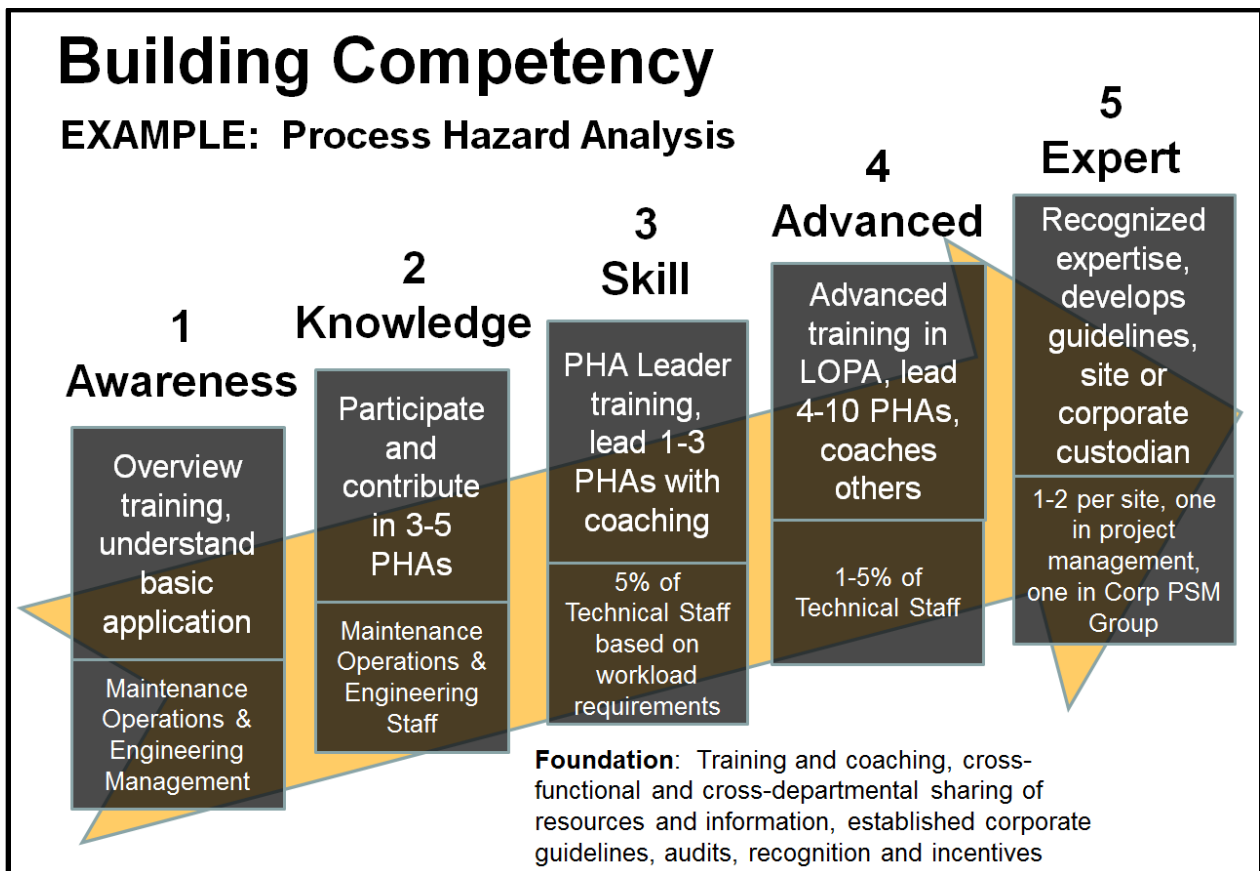 Building Competency
EXAMPLE: Process Hazard Analysis
1
Awareness
Overview
training,
understand
basic
application
Maintenance
Operations &
Engineering
Management
2
Knowledge
Participate
and
contribute
in 3-5
PHAs
Maintenance
Operations &
Engineering
Staff
3
Skill
PHA Leader
training,
lead 1-3
PHAs with
coaching
5% of
Technical Staff
based on
workload
requirements
4
Advanced
Advanced
training in
LOPA, lead
4-10 PHAs,
coaches
others
1-5% of
Technical Staff
5
Expert
Recognized
expertise,
develops
guidelines,
site or
corporate
custodian
1-2 per site, one
in project
management,
one in Corp PSM
Group
Foundation: Training and coaching, cross-
functional and cross-departmental sharing of
resources and information, established corporate
guidelines, audits, recognition and incentives